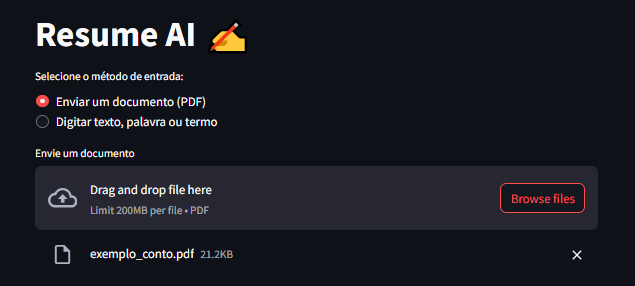 Resume AI
Selecione o método de entrada:
Enviar um documento (PDF)
Digitar texto, palavra ou termo
Envie um documento
Drag and drop file here
Limit 200MB per file • PDF
Browse files
exemplo_conto.pdf 21.2KB